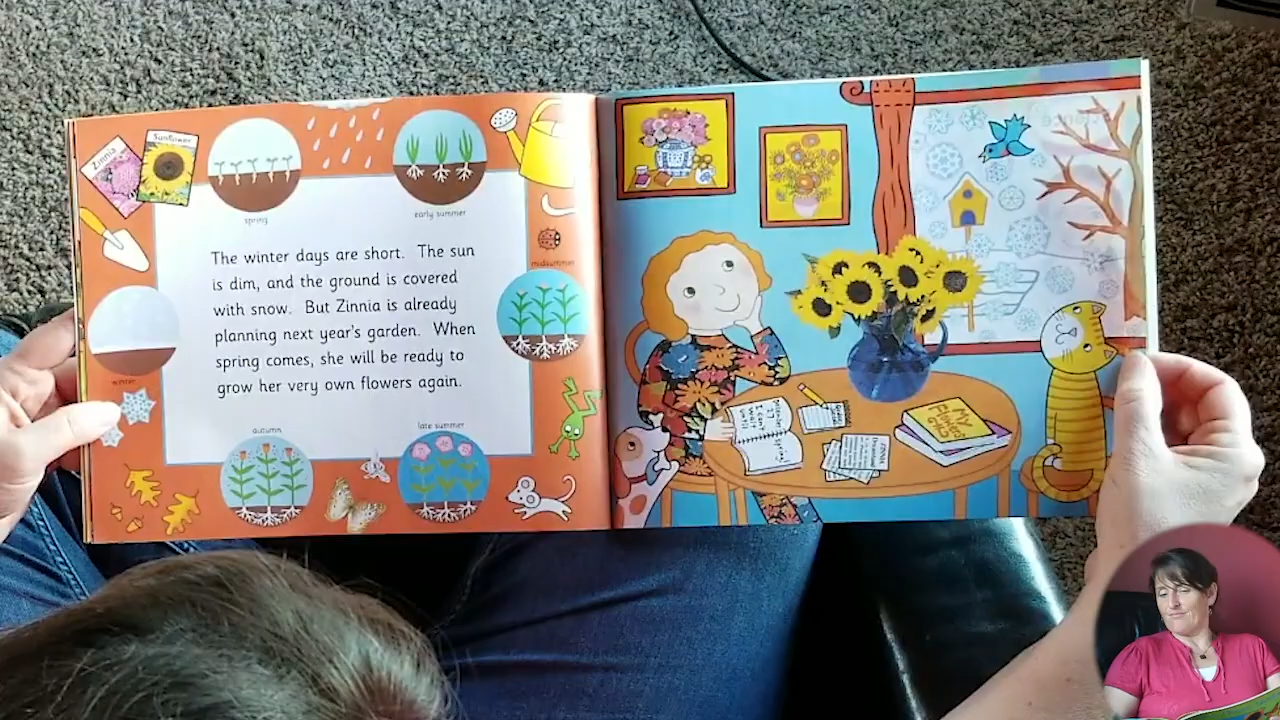 Zinnia
Sunflower
spring
early summer
The winter days are short. The sun
is dim, and the ground is covered
with snow. But Zinnia is already
planning next year's garden. When
spring comes, she will be ready to
grow her very own flowers again.
midsummer
winter
autumn
late summer
MY